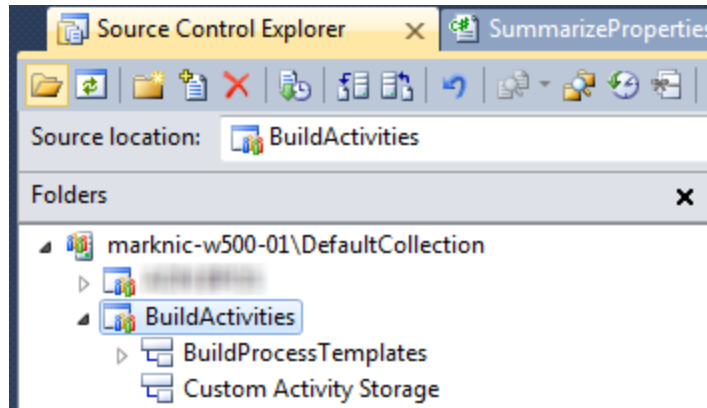 Source Control Explorer SummarizeProperties
Source location: BuildActivities
Folders
marknic-w500-01\DefaultCollection
BuildActivities
BuildProcessTemplates
Custom Activity Storage